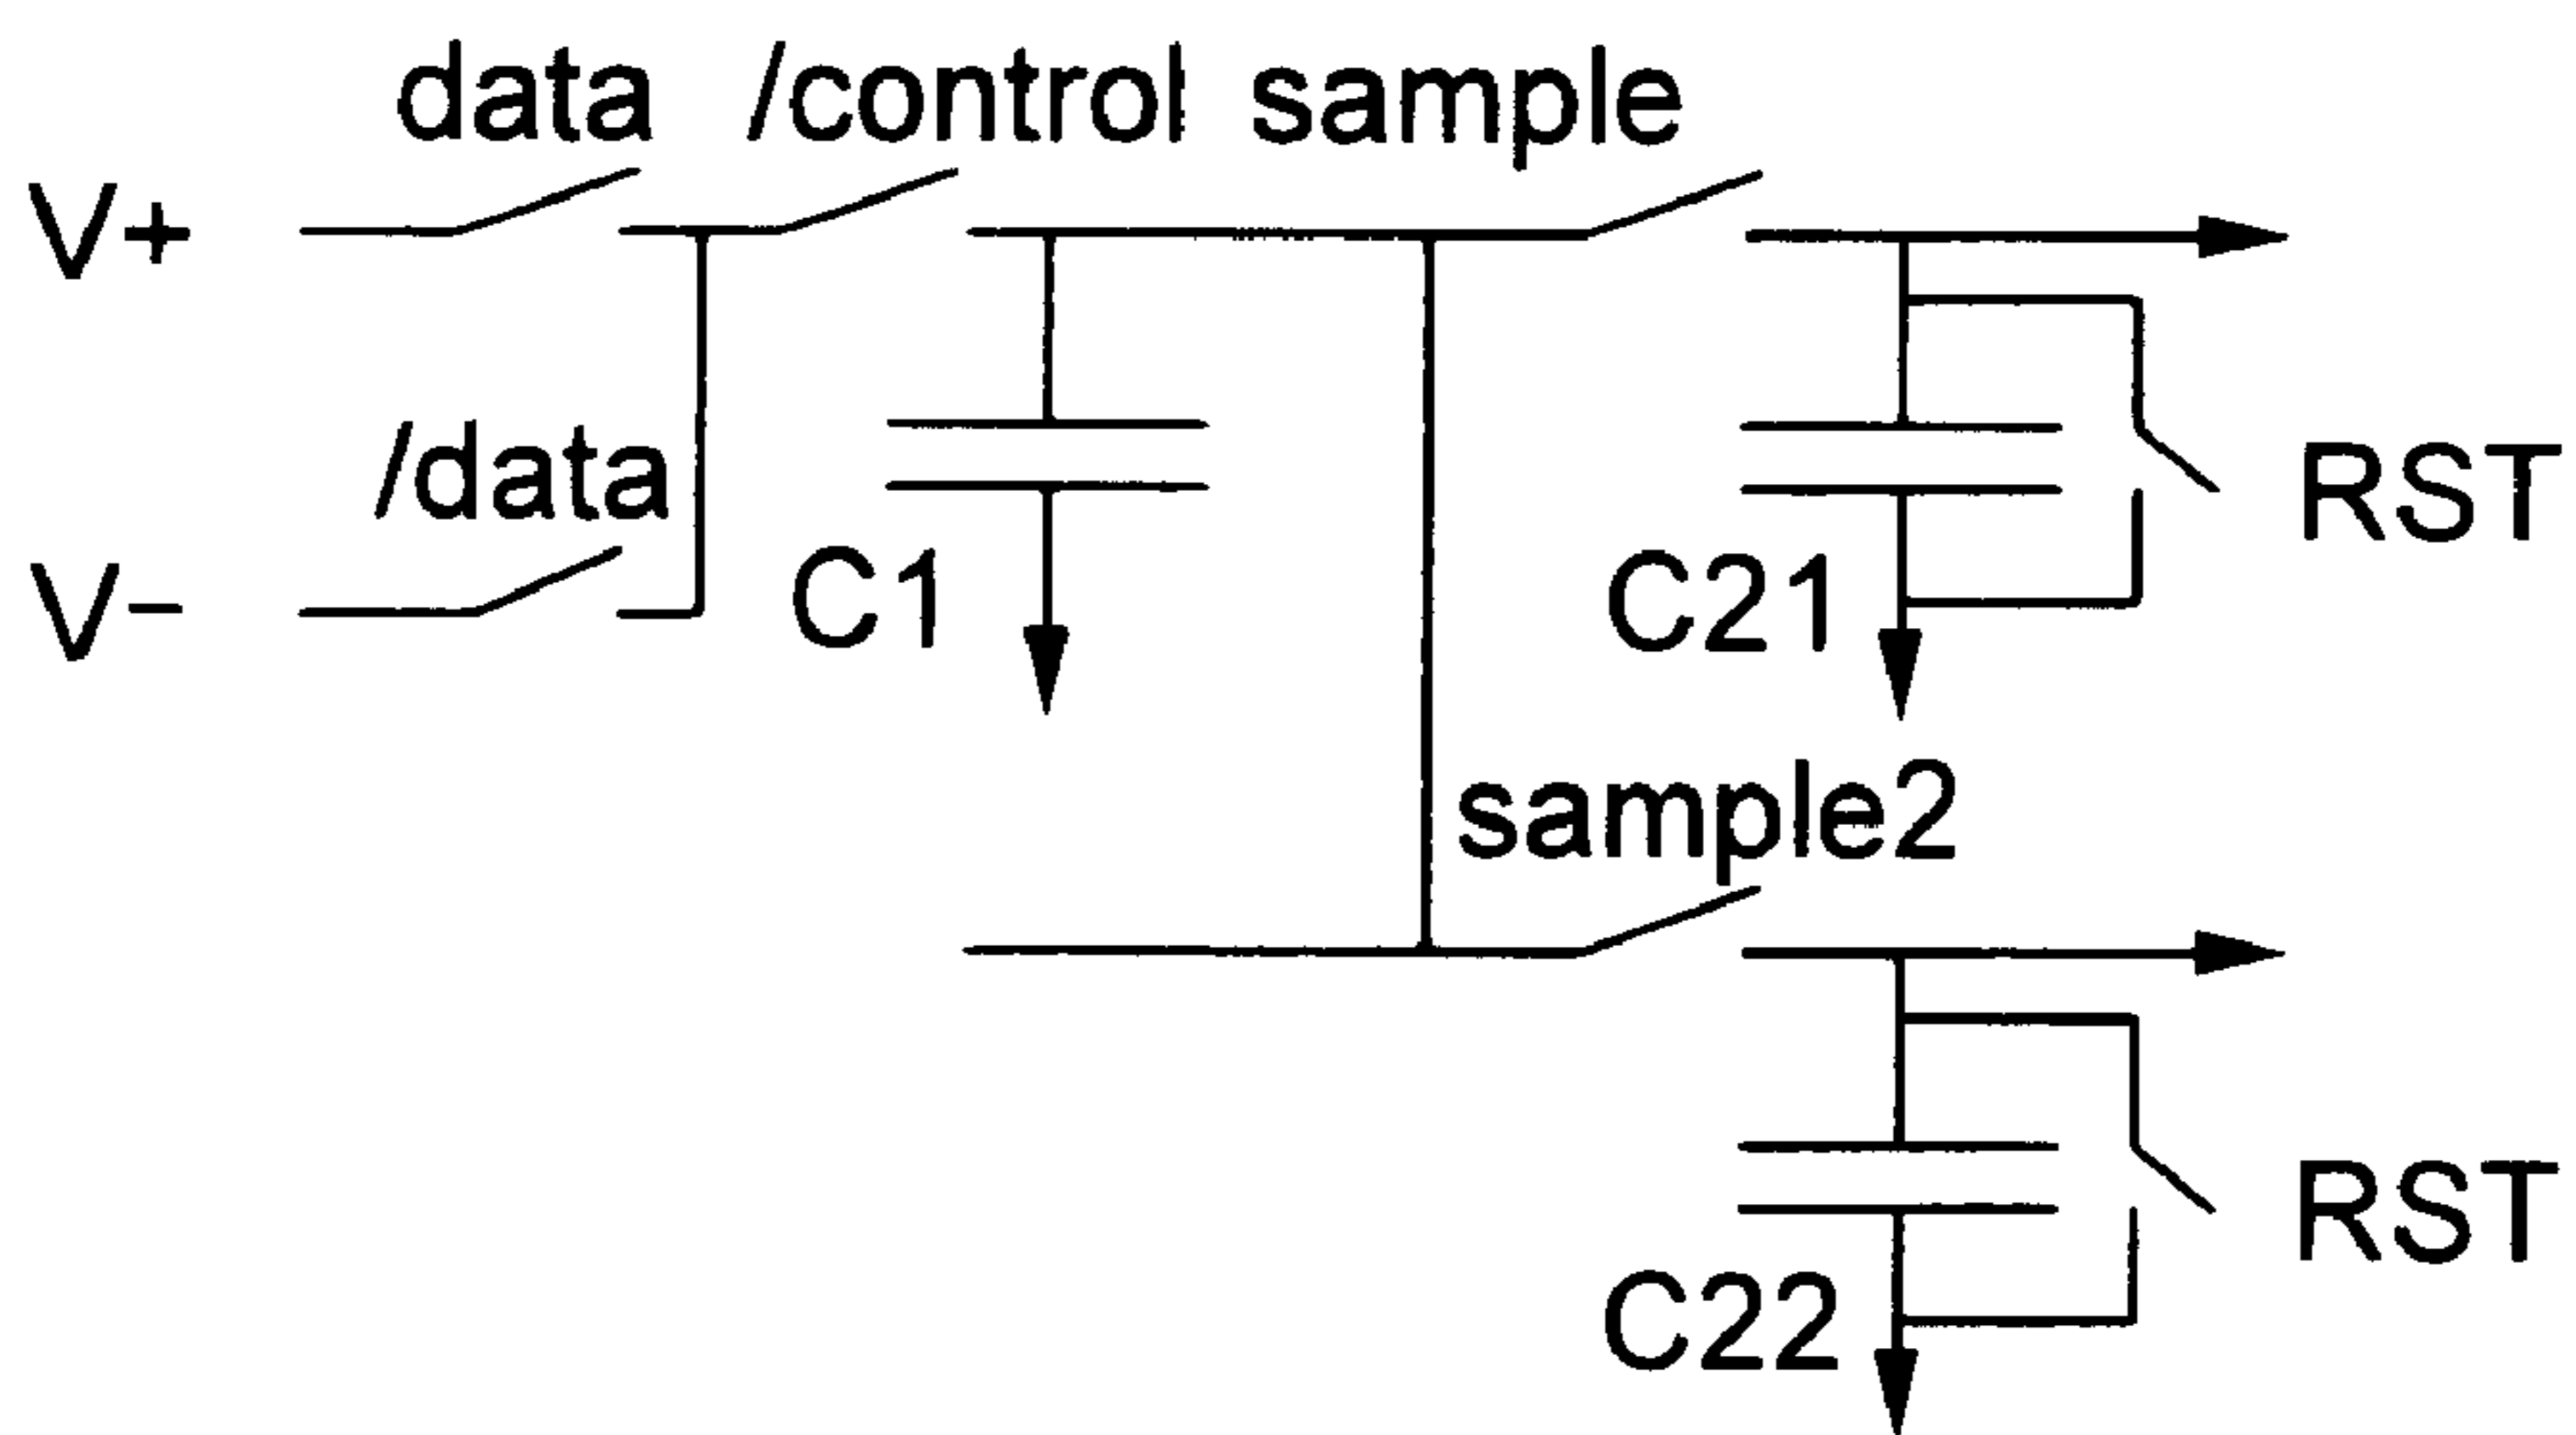 data /control sample
V+
/data
V−
C1
C21
RST
sample2
C22
RST